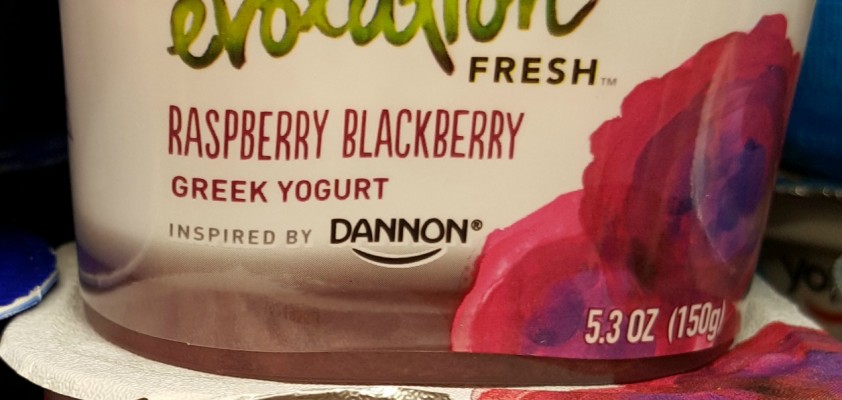 evolution
FRESH™
RASPBERRY BLACKBERRY
GREEK YOGURT
INSPIRED BY DANNON®
5.3 OZ (150g)